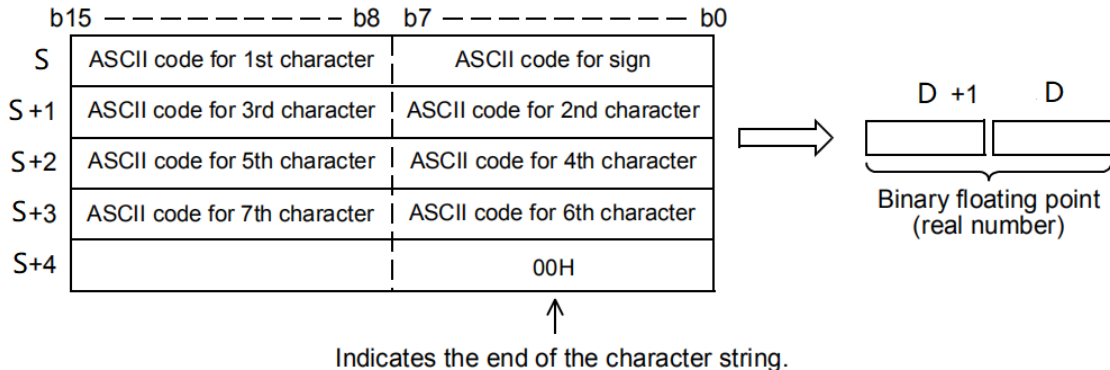 b15 — — — — — — — b8 b7 — — — — — — — b0
S ASCII code for 1st character ASCII code for sign
S+1 ASCII code for 3rd character ASCII code for 2nd character
S+2 ASCII code for 5th character ASCII code for 4th character
S+3 ASCII code for 7th character ASCII code for 6th character
S+4 00H
Indicates the end of the character string.
D +1 D
Binary floating point
(real number)